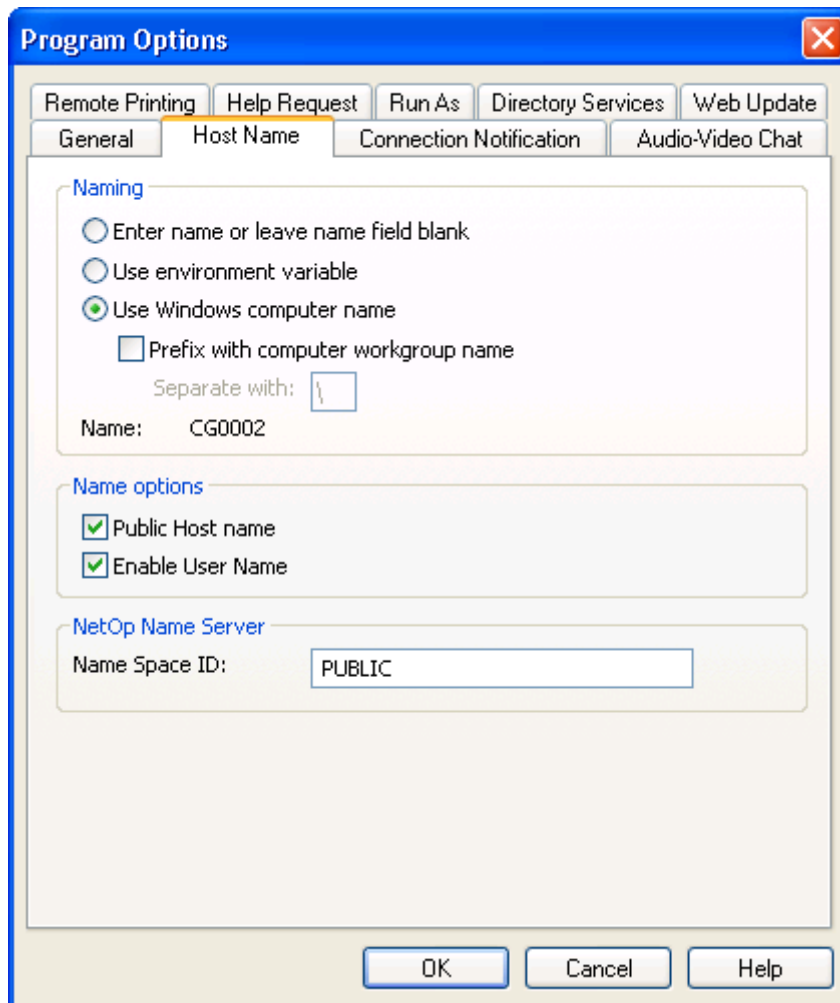 Program Options
Remote Printing Help Request Run As Directory Services Web Update
General Host Name Connection Notification Audio-Video Chat
Naming
Enter name or leave name field blank
Use environment variable
Use Windows computer name
Prefix with computer workgroup name
Separate with: \
Name: CG0002
Name options
Public Host name
Enable User Name
NetOp Name Server
Name Space ID: PUBLIC
OK Cancel Help